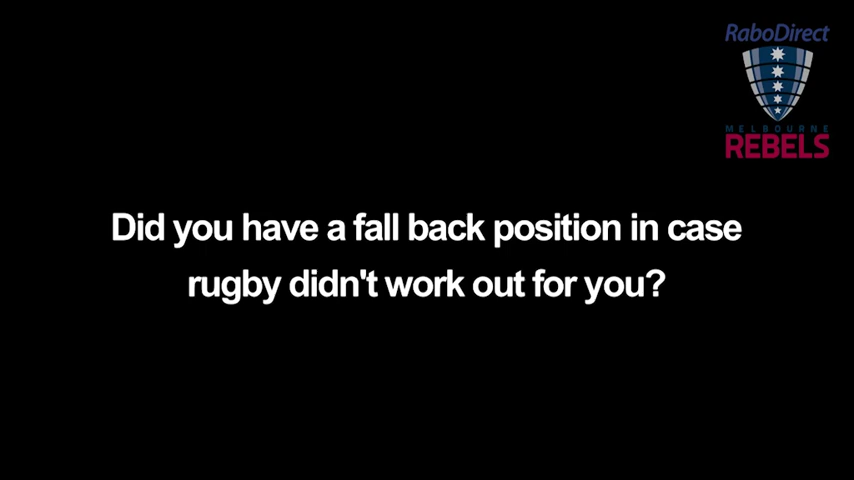 RaboDirect
MELBOURNE
REBELS
Did you have a fall back position in case
rugby didn't work out for you?